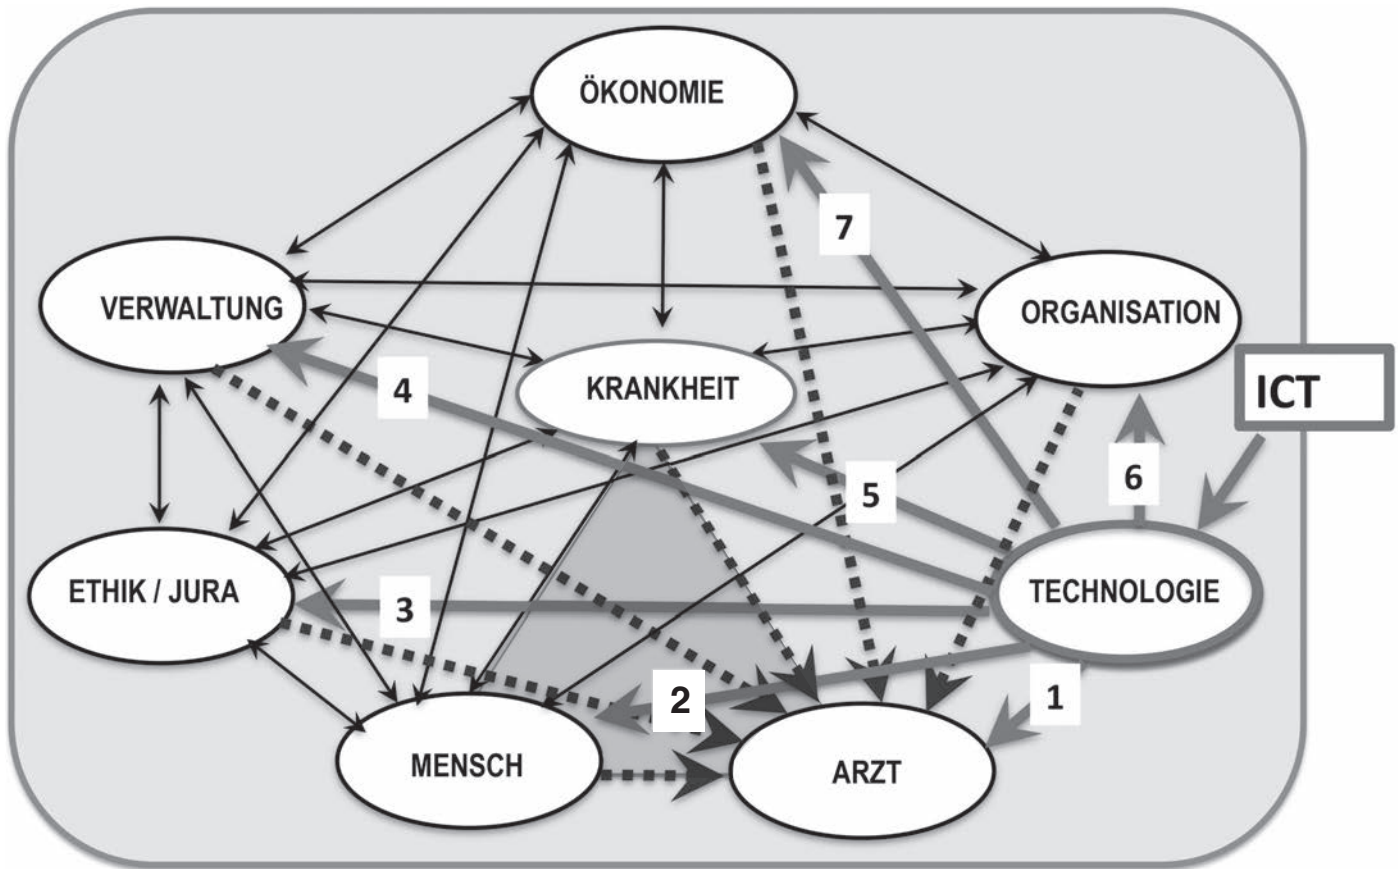 ÖKONOMIE
7
VERWALTUNG
ORGANISATION
KRANKHEIT
ICT
4
5
6
ETHIK / JURA
3
TECHNOLOGIE
2
1
MENSCH
ARZT